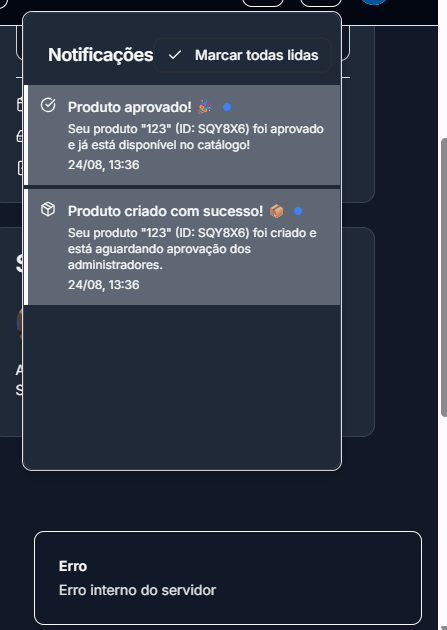 Notificações
Marcar todas lidas
Produto aprovado! 🎉
Seu produto "123" (ID: SQY8X6) foi aprovado
e já está disponível no catálogo!
24/08, 13:36
Produto criado com sucesso! 📦
Seu produto "123" (ID: SQY8X6) foi criado e
está aguardando aprovação dos
administradores.
24/08, 13:36
Erro
Erro interno do servidor